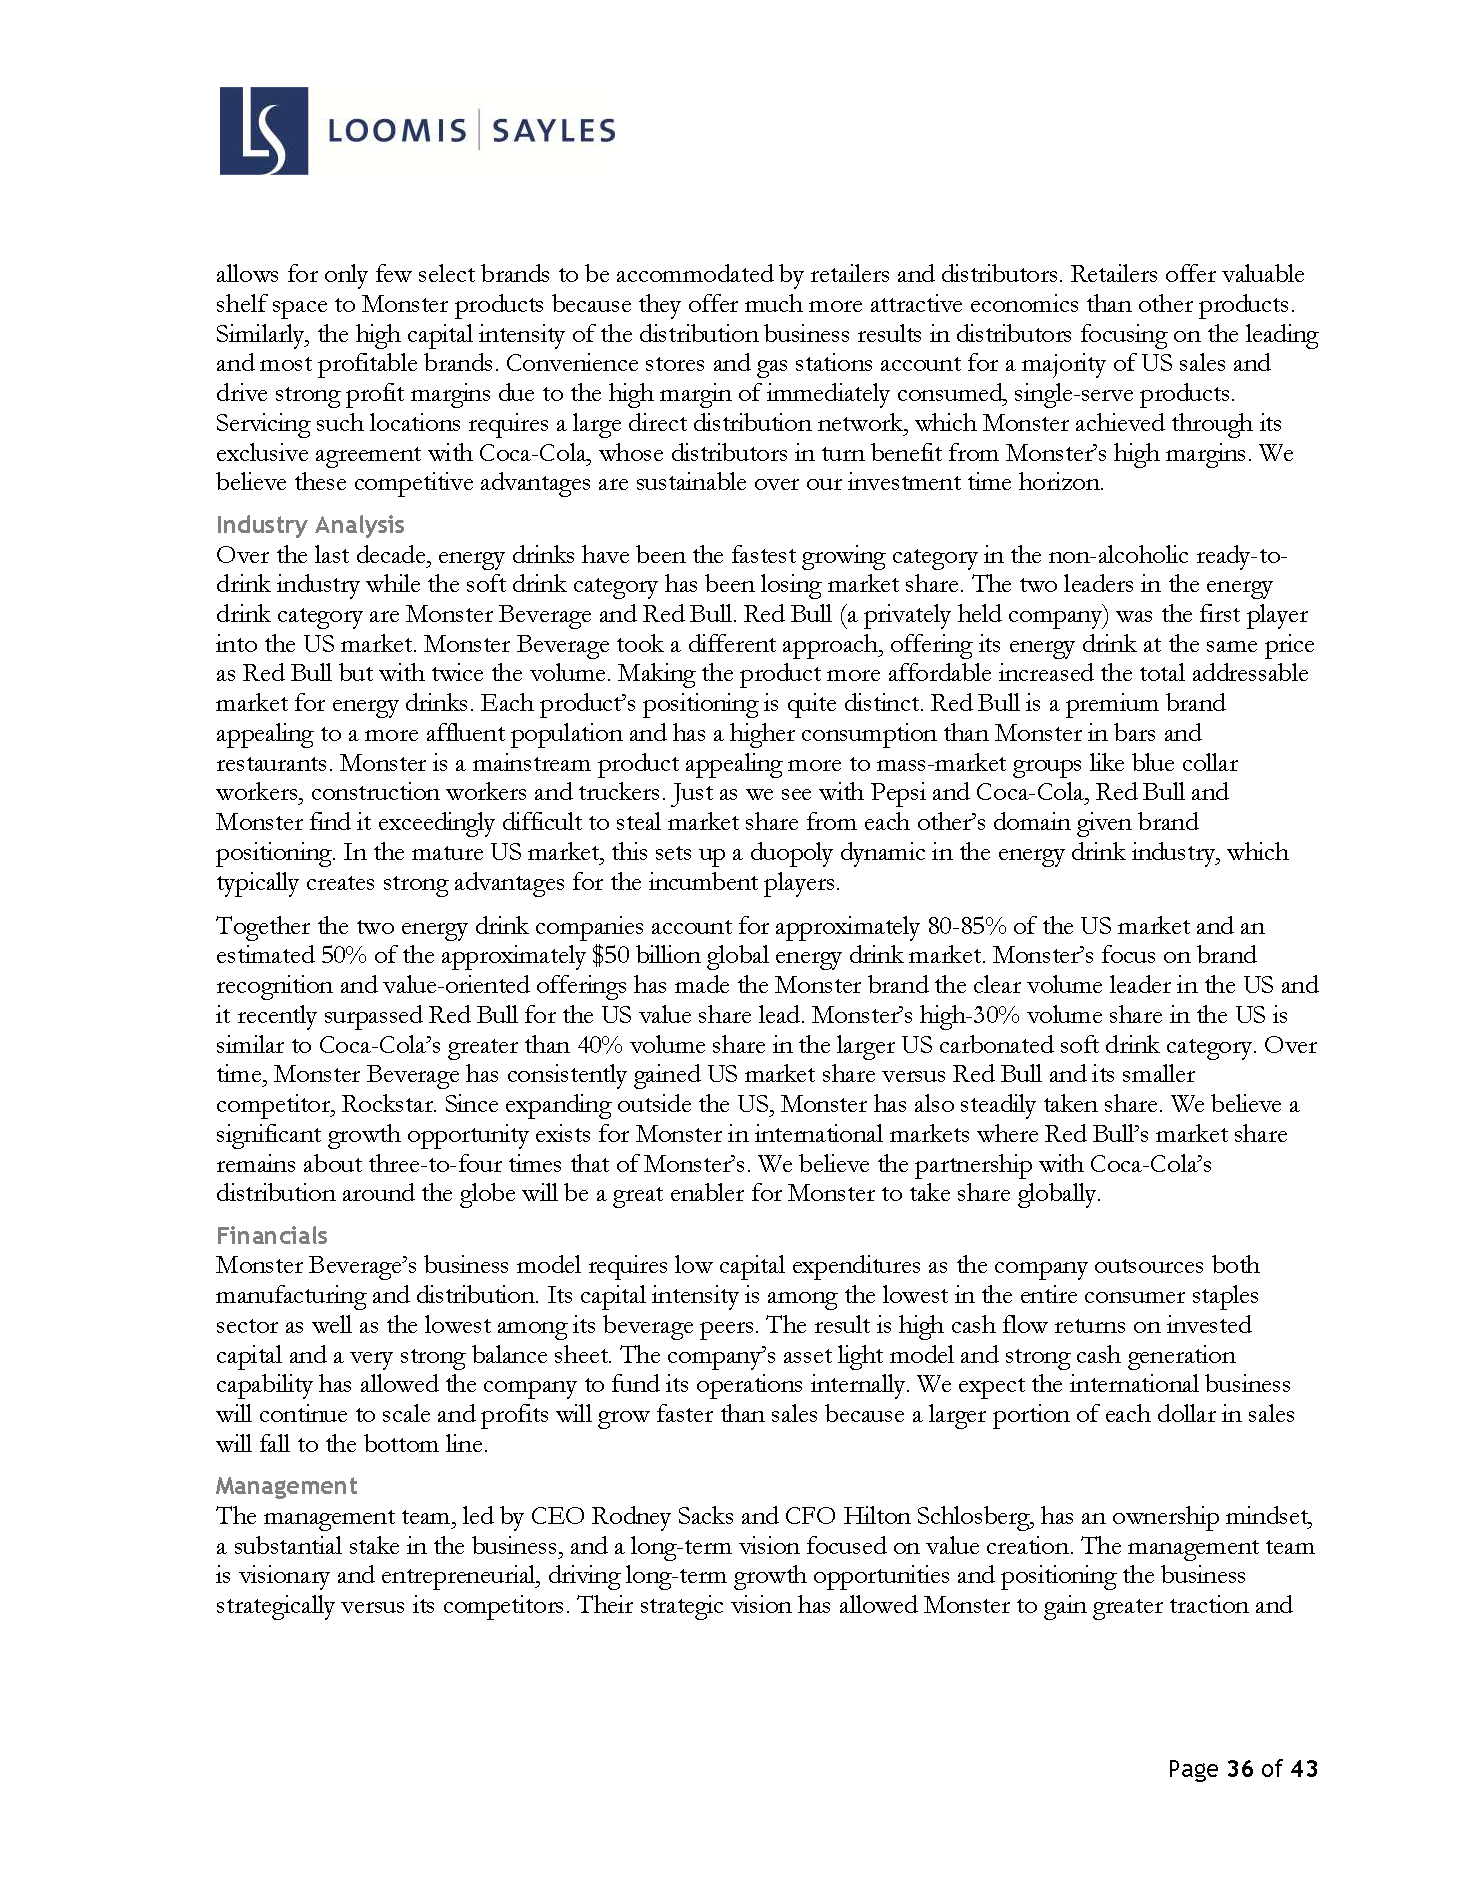 LS LOOMIS | SAYLES
allows for only few select brands to be accommodated by retailers and distributors. Retailers offer valuable
shelf space to Monster products because they offer much more attractive economics than other products.
Similarly, the high capital intensity of the distribution business results in distributors focusing on the leading
and most profitable brands. Convenience stores and gas stations account for a majority of US sales and
drive strong profit margins due to the high margin of immediately consumed, single-serve products.
Servicing such locations requires a large direct distribution network, which Monster achieved through its
exclusive agreement with Coca-Cola, whose distributors in turn benefit from Monster’s high margins. We
believe these competitive advantages are sustainable over our investment time horizon.
Industry Analysis
Over the last decade, energy drinks have been the fastest growing category in the non-alcoholic ready-to-
drink industry while the soft drink category has been losing market share. The two leaders in the energy
drink category are Monster Beverage and Red Bull. Red Bull (a privately held company) was the first player
into the US market. Monster Beverage took a different approach, offering its energy drink at the same price
as Red Bull but with twice the volume. Making the product more affordable increased the total addressable
market for energy drinks. Each product’s positioning is quite distinct. Red Bull is a premium brand
appealing to a more affluent population and has a higher consumption than Monster in bars and
restaurants. Monster is a mainstream product appealing more to mass-market groups like blue collar
workers, construction workers and truckers. Just as we see with Pepsi and Coca-Cola, Red Bull and
Monster find it exceedingly difficult to steal market share from each other’s domain given brand
positioning. In the mature US market, this sets up a duopoly dynamic in the energy drink industry, which
typically creates strong advantages for the incumbent players.
Together the two energy drink companies account for approximately 80-85% of the US market and an
estimated 50% of the approximately $50 billion global energy drink market. Monster’s focus on brand
recognition and value-oriented offerings has made the Monster brand the clear volume leader in the US and
it recently surpassed Red Bull for the US value share lead. Monster’s high-30% volume share in the US is
similar to Coca-Cola’s greater than 40% volume share in the larger US carbonated soft drink category. Over
time, Monster Beverage has consistently gained US market share versus Red Bull and its smaller
competitor, Rockstar. Since expanding outside the US, Monster has also steadily taken share. We believe a
significant growth opportunity exists for Monster in international markets where Red Bull’s market share
remains about three-to-four times that of Monster’s. We believe the partnership with Coca-Cola’s
distribution around the globe will be a great enabler for Monster to take share globally.
Financials
Monster Beverage’s business model requires low capital expenditures as the company outsources both
manufacturing and distribution. Its capital intensity is among the lowest in the entire consumer staples
sector as well as the lowest among its beverage peers. The result is high cash flow returns on invested
capital and a very strong balance sheet. The company’s asset light model and strong cash generation
capability has allowed the company to fund its operations internally. We expect the international business
will continue to scale and profits will grow faster than sales because a larger portion of each dollar in sales
will fall to the bottom line.
Management
The management team, led by CEO Rodney Sacks and CFO Hilton Schlosberg, has an ownership mindset,
a substantial stake in the business, and a long-term vision focused on value creation. The management team
is visionary and entrepreneurial, driving long-term growth opportunities and positioning the business
strategically versus its competitors. Their strategic vision has allowed Monster to gain greater traction and
Page 36 of 43